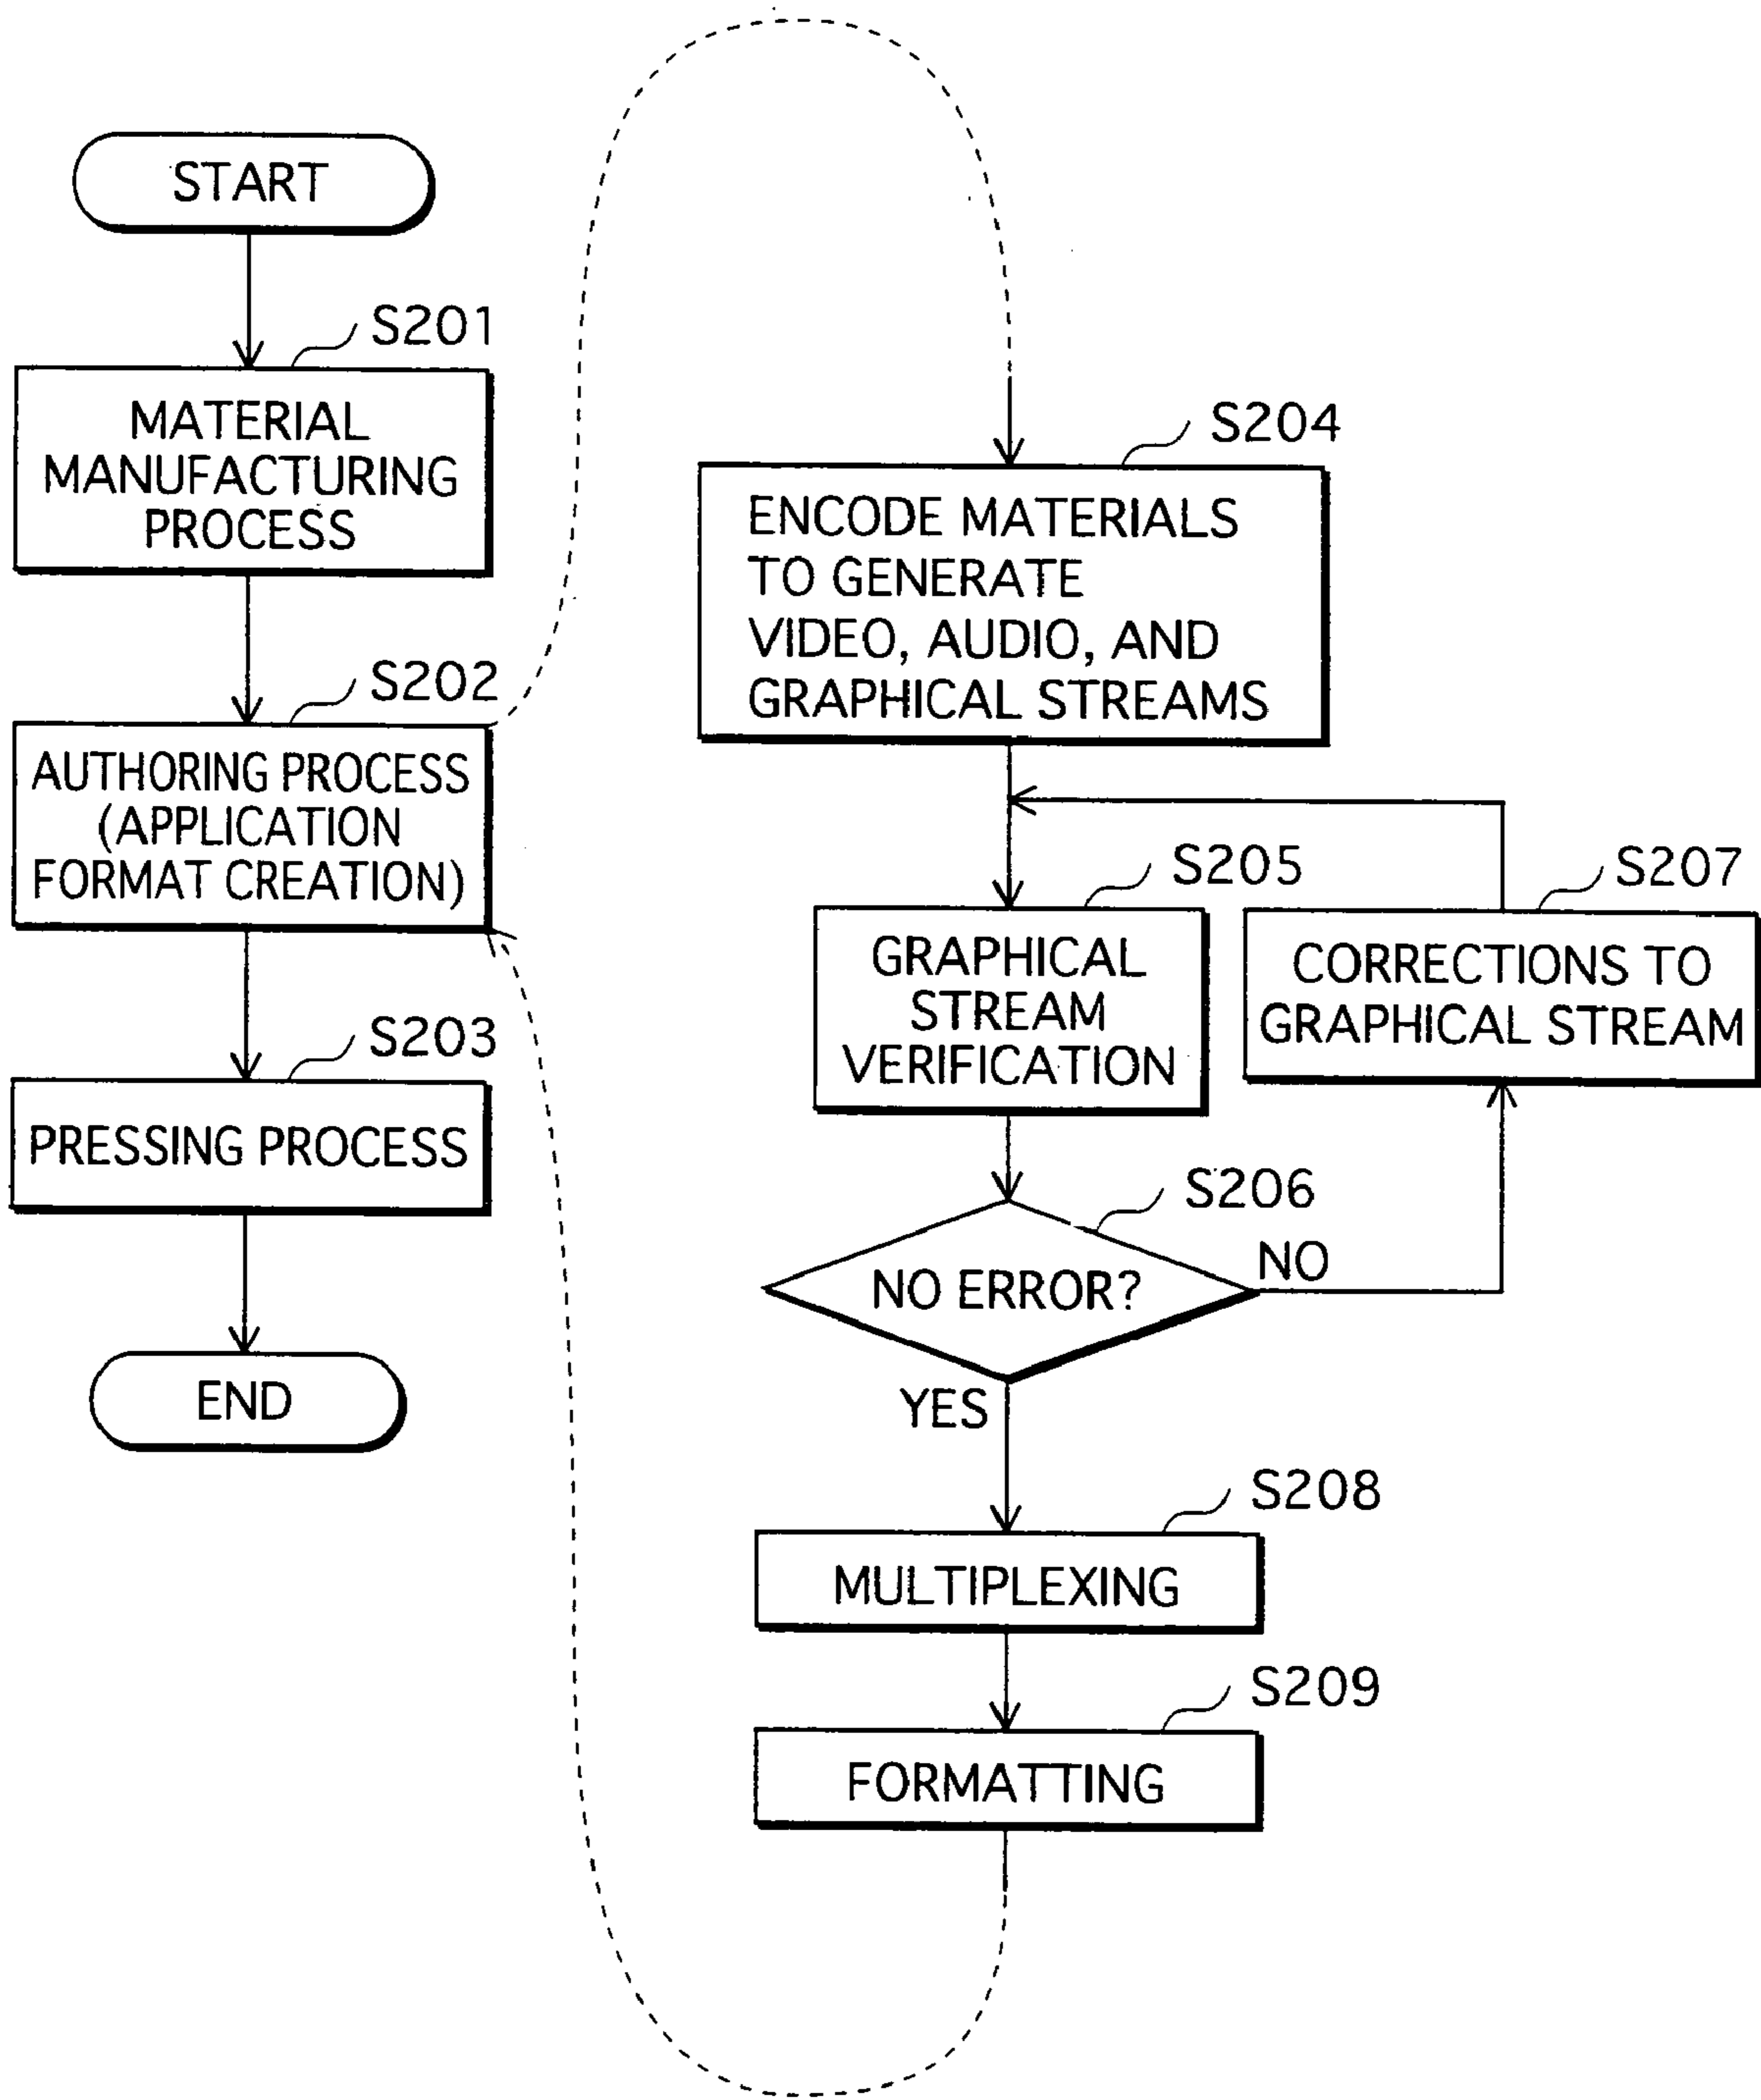 START
S201
MATERIAL
MANUFACTURING
PROCESS
S202
AUTHORING PROCESS
(APPLICATION
FORMAT CREATION)
S203
PRESSING PROCESS
END
S204
ENCODE MATERIALS
TO GENERATE
VIDEO, AUDIO, AND
GRAPHICAL STREAMS
S205
GRAPHICAL
STREAM
VERIFICATION
S207
CORRECTIONS TO
GRAPHICAL STREAM
S206
NO ERROR?
NO
YES
S208
MULTIPLEXING
S209
FORMATTING